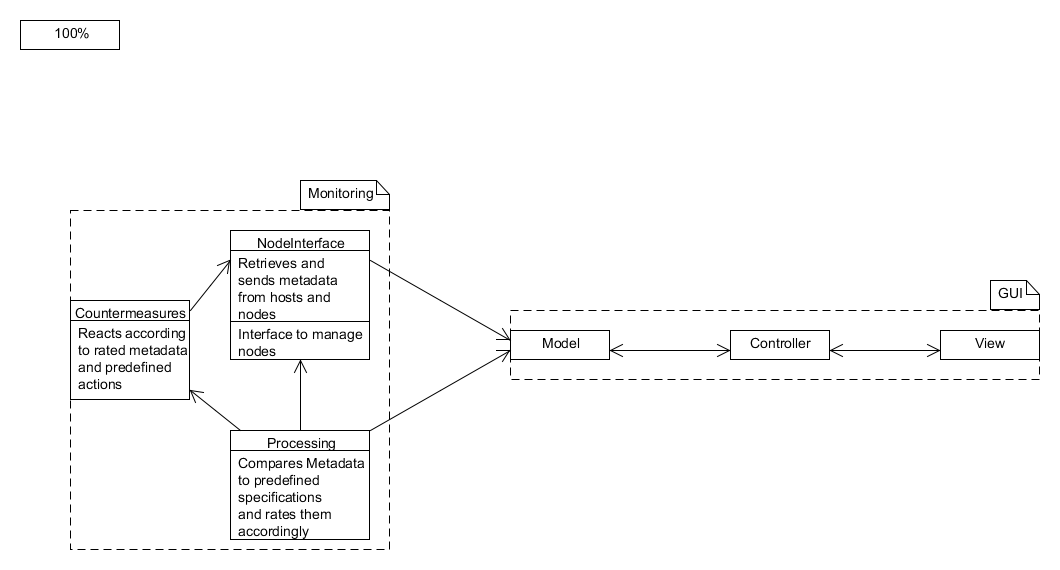 100%
Monitoring
NodeInterface
Retrieves and
sends metadata
from hosts and
nodes
Interface to manage
nodes
Countermeasures
Reacts according
to rated metadata
and predefined
actions
Processing
Compares Metadata
to predefined
specifications
and rates them
accordingly
GUI
Model
Controller
View